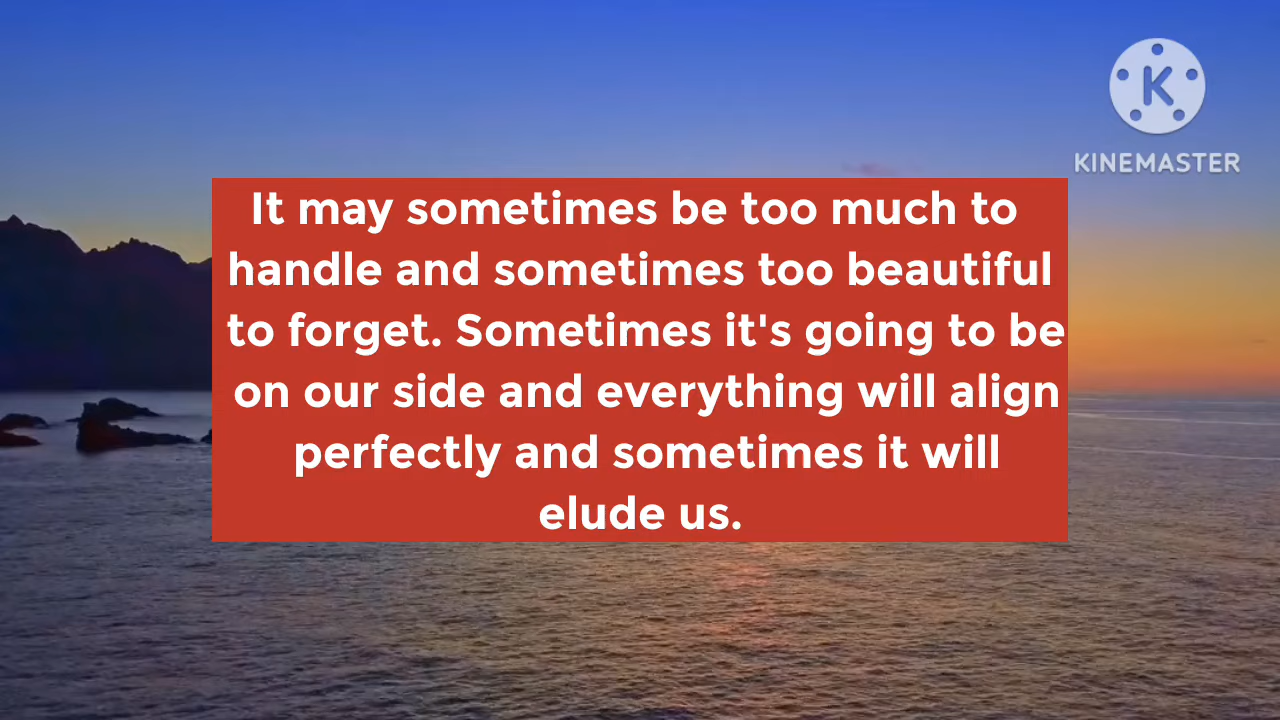 K
KINEMASTER
It may sometimes be too much to
handle and sometimes too beautiful
to forget. Sometimes it's going to be
on our side and everything will align
perfectly and sometimes it will
elude us.